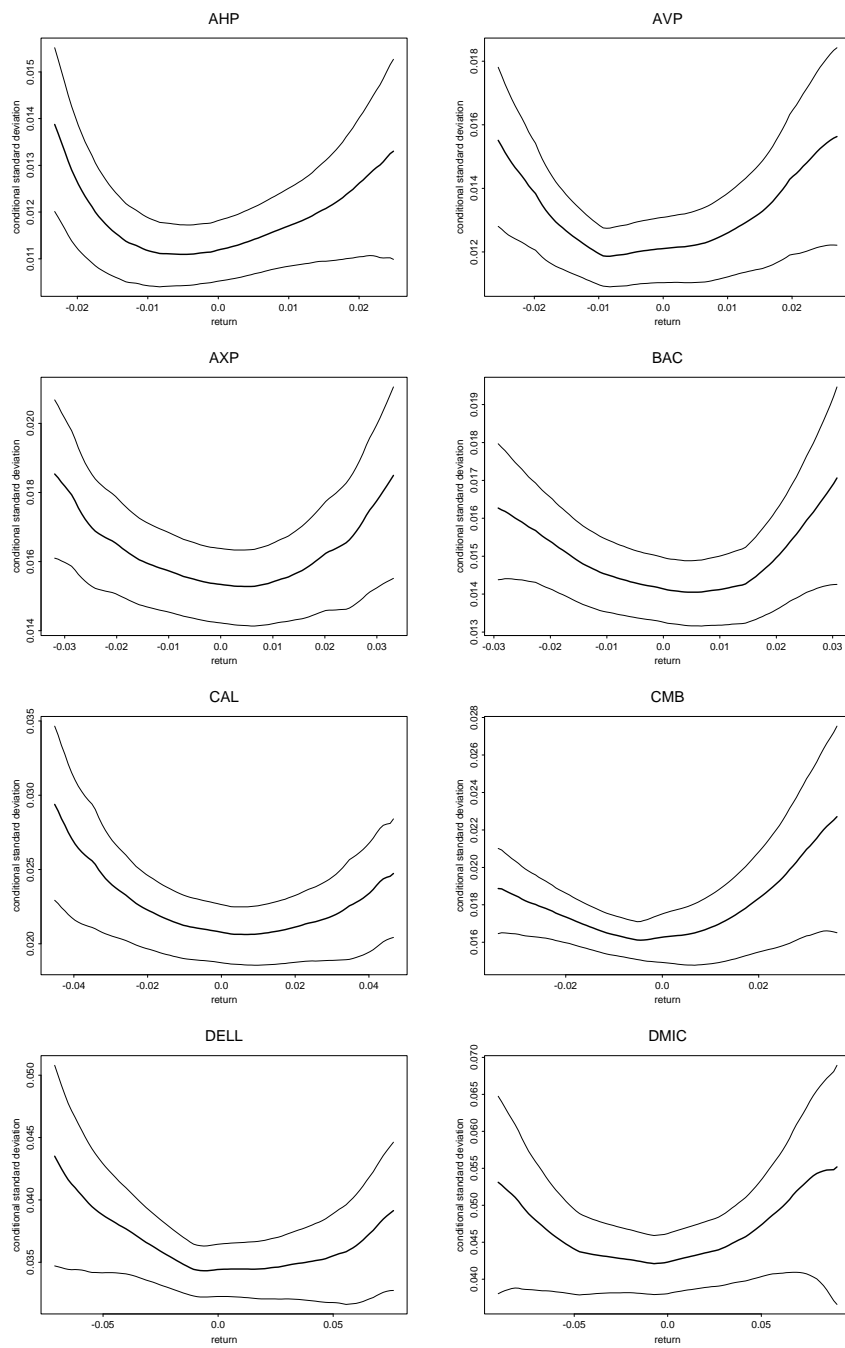 AHP
conditional standard deviation
0.011 0.012 0.013 0.014 0.015
-0.02 -0.01 0.0 0.01 0.02
return
AVP
conditional standard deviation
0.012 0.014 0.016 0.018
-0.02 -0.01 0.0 0.01 0.02
return
AXP
conditional standard deviation
0.014 0.016 0.018 0.020
-0.03 -0.02 -0.01 0.0 0.01 0.02 0.03
return
BAC
conditional standard deviation
0.013 0.014 0.015 0.016 0.017 0.018 0.019
-0.03 -0.02 -0.01 0.0 0.01 0.02 0.03
return
CAL
conditional standard deviation
0.020 0.025 0.030 0.035
-0.04 -0.02 0.0 0.02 0.04
return
CMB
conditional standard deviation
0.016 0.018 0.020 0.022 0.024 0.026 0.028
-0.02 0.0 0.02
return
DELL
conditional standard deviation
0.035 0.040 0.045 0.050
-0.05 0.0 0.05
return
DMIC
conditional standard deviation
0.040 0.045 0.050 0.055 0.060 0.065 0.070
-0.05 0.0 0.05
return